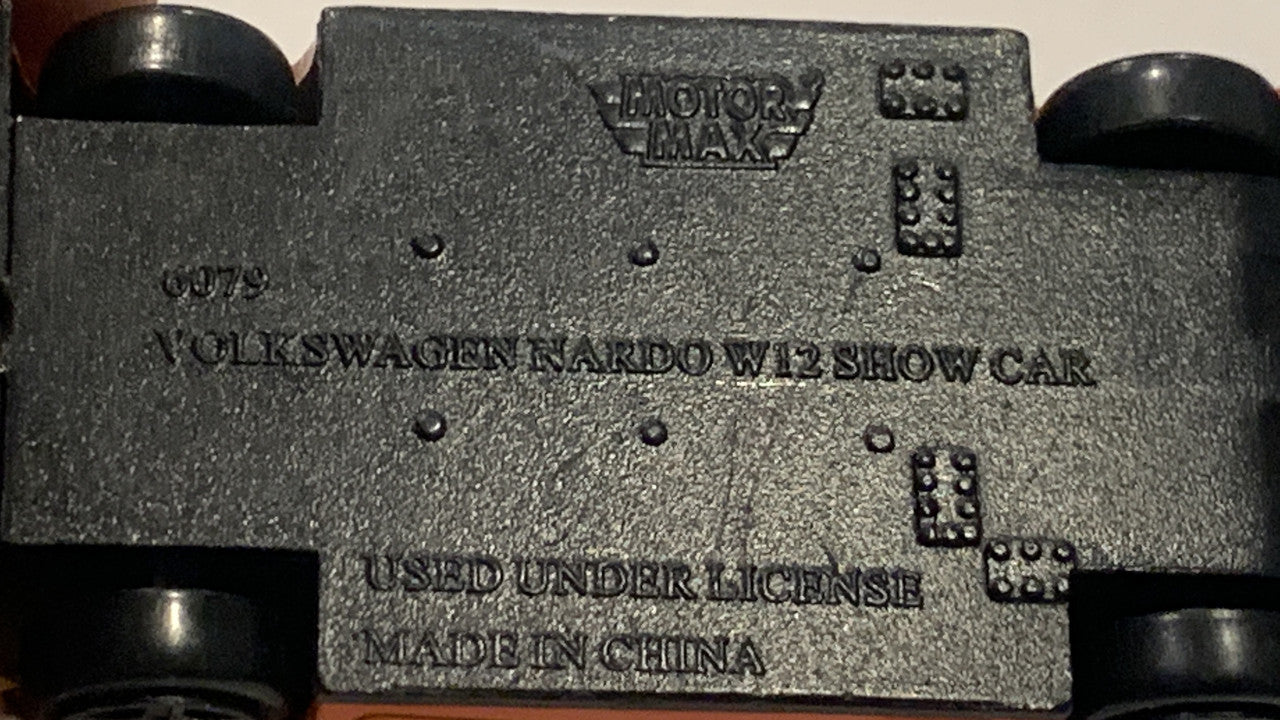 MOTOR
MAX
6079
VOLKSWAGEN NARDO W12 SHOW CAR
USED UNDER LICENSE
MADE IN CHINA